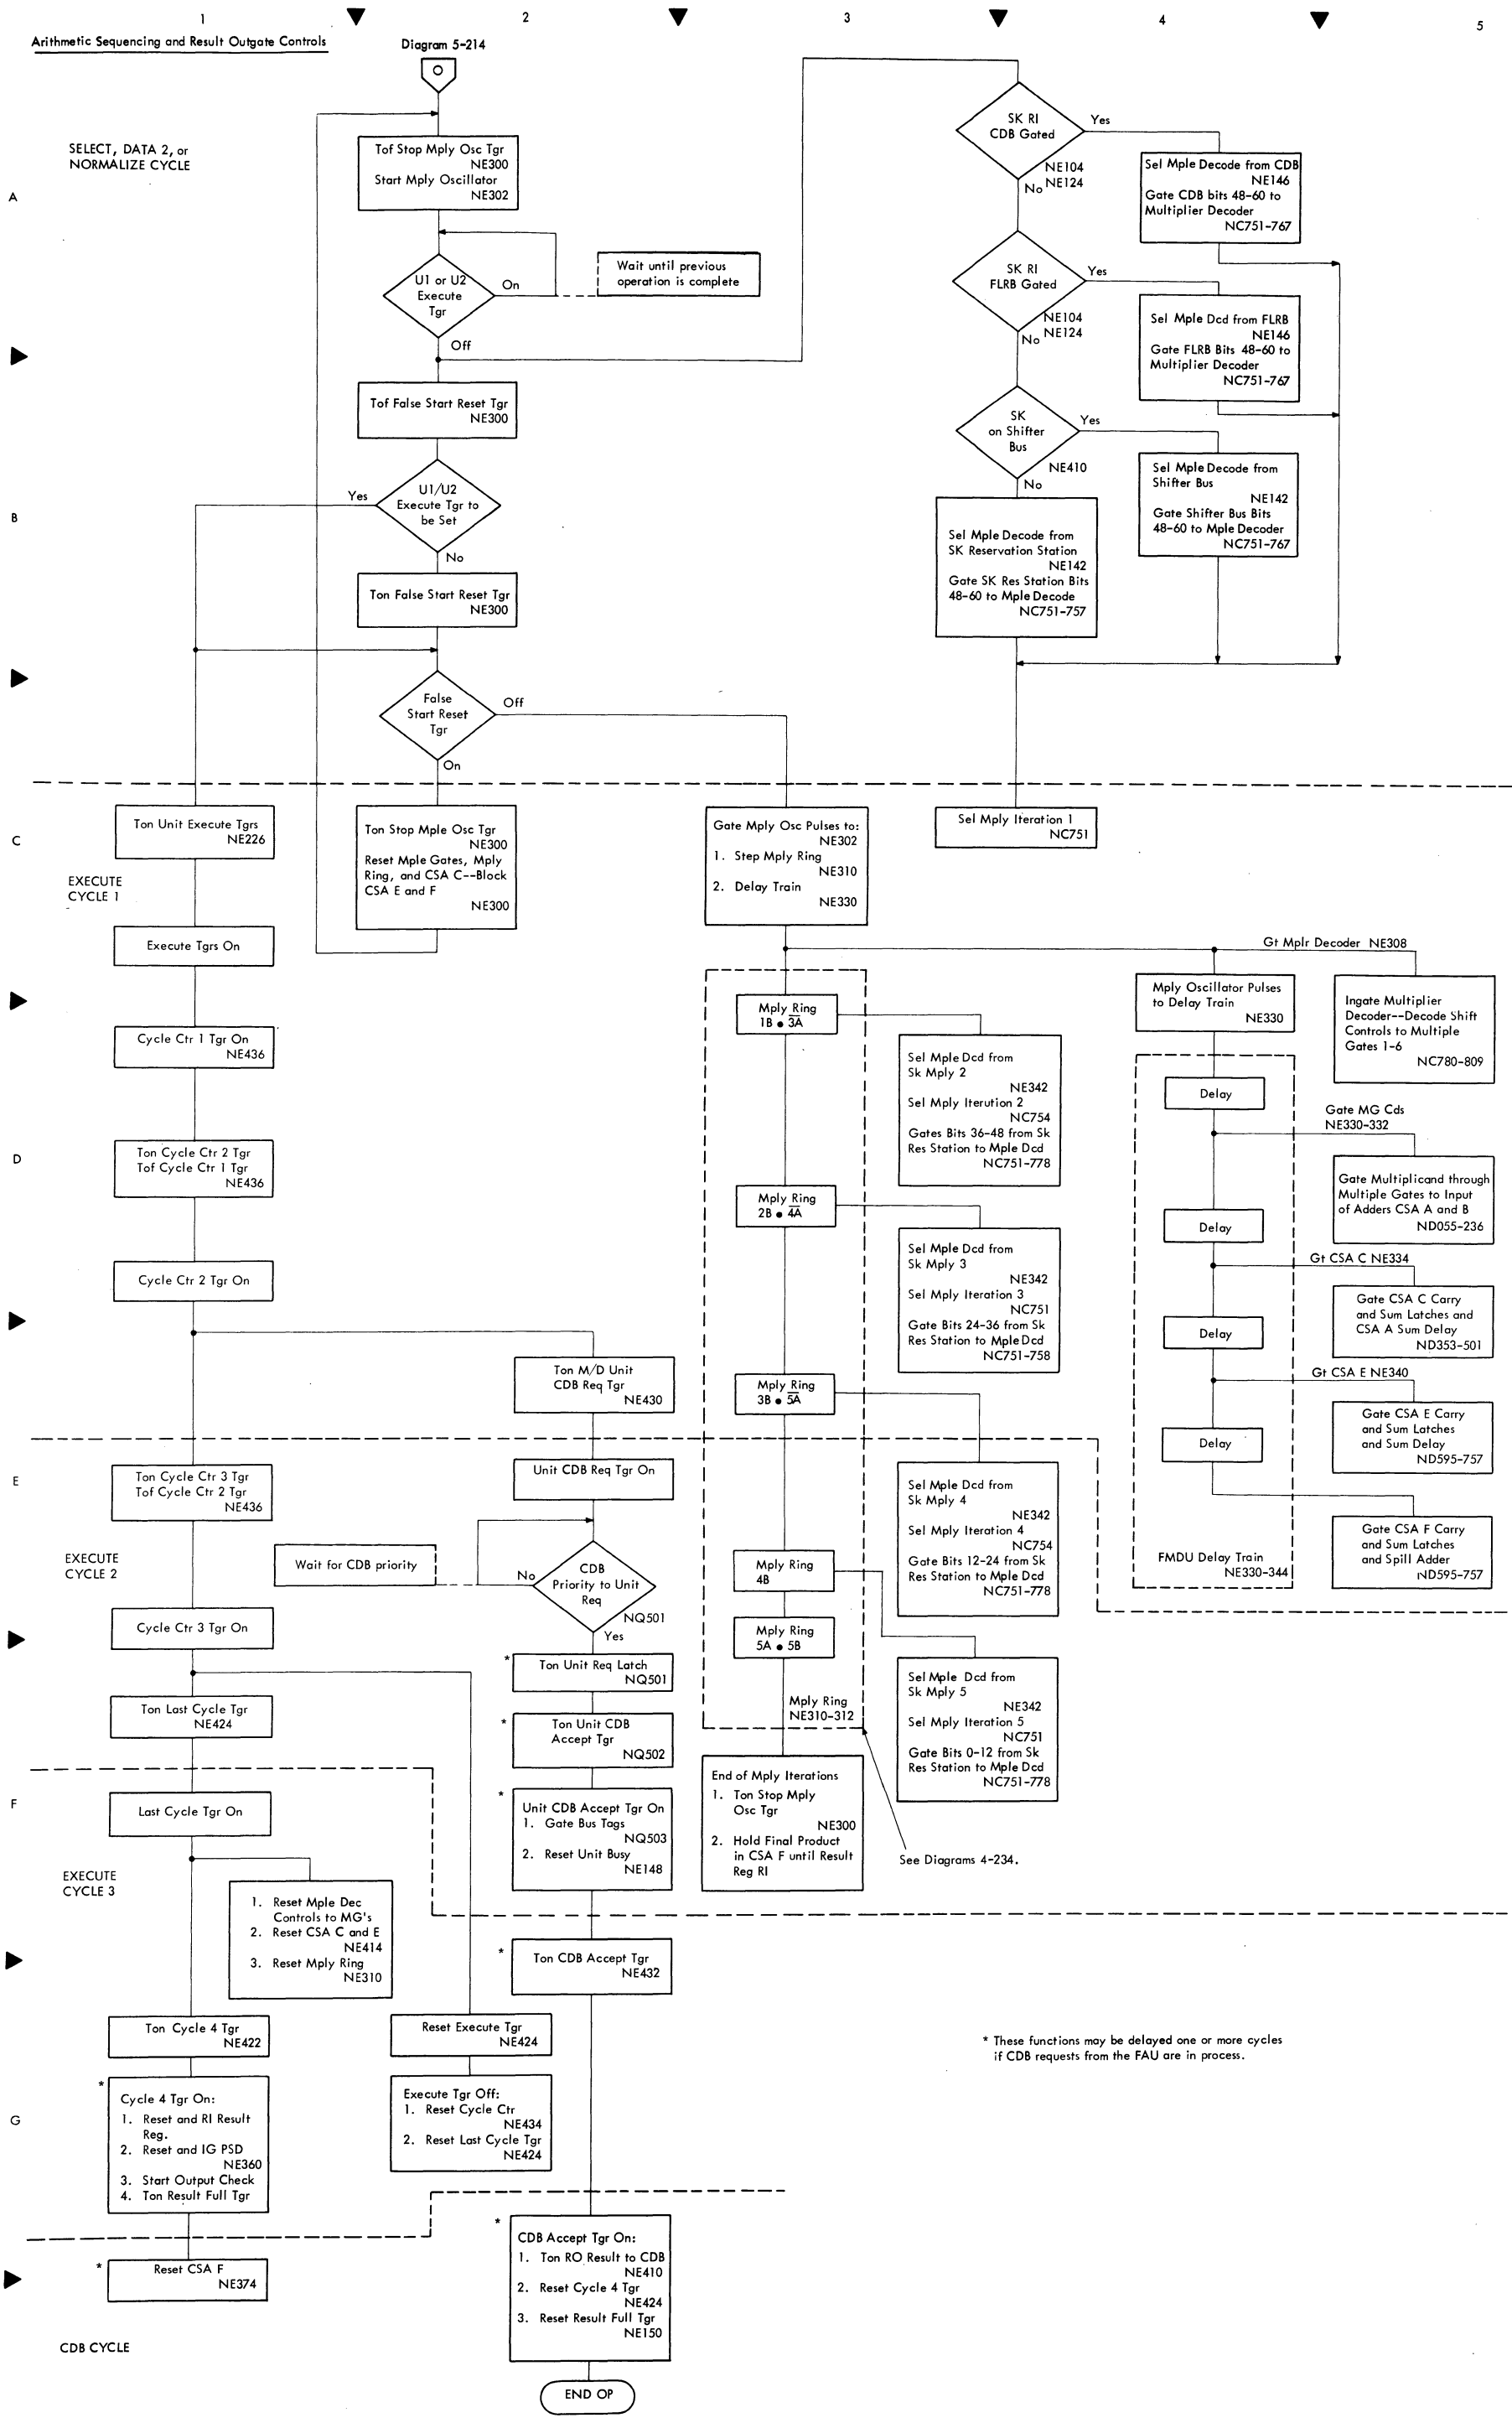 1
2
3
4
5
Arithmetic Sequencing and Result Outgate Controls
Diagram 5-214
O
A
SELECT, DATA 2, or
NORMALIZE CYCLE
Tof Stop Mply Osc Tgr
NE300
Start Mply Oscillator
NE302
U1 or U2
Execute
Tgr
On
Off
Wait until previous
operation is complete
SK RI
CDB Gated
Yes
NE104
NE124
No
Sel Mple Decode from CDB
NE146
Gate CDB bits 48-60 to
Multiplier Decoder
NC751-767
SK RI
FLRB Gated
Yes
NE104
NE124
No
Sel Mple Dcd from FLRB
NE146
Gate FLRB Bits 48-60 to
Multiplier Decoder
NC751-767
Tof False Start Reset Tgr
NE300
B
U1/U2
Execute Tgr to
be Set
Yes
No
Ton False Start Reset Tgr
NE300
SK
on Shifter
Bus
Yes
NE410
No
Sel Mple Decode from
Shifter Bus
NE142
Gate Shifter Bus Bits
48-60 to Mple Decoder
NC751-767
Sel Mple Decode from
SK Reservation Station
NE142
Gate SK Res Station Bits
48-60 to Mple Decode
NC751-757
False
Start Reset
Tgr
Off
On
C
Ton Unit Execute Tgrs
NE226
EXECUTE
CYCLE 1
Execute Tgrs On
Ton Stop Mple Osc Tgr
NE300
Reset Mple Gates, Mply
Ring, and CSA C--Block
CSA E and F
NE300
Gate Mply Osc Pulses to:
NE302
1. Step Mply Ring
NE310
2. Delay Train
NE330
Sel Mply Iteration 1
NC751
Gt Mplr Decoder NE308
Mply Oscillator Pulses
to Delay Train
NE330
Ingate Multiplier
Decoder--Decode Shift
Controls to Multiple
Gates 1-6
NC780-809
Cycle Ctr 1 Tgr On
NE436
Mply Ring
1B • 3̅A̅
Sel Mple Dcd from
Sk Mply 2
NE342
Sel Mply Iterution 2
NC754
Gates Bits 36-48 from Sk
Res Station to Mple Dcd
NC751-778
Delay
Gate MG Cds
NE330-332
Gate Multiplicand through
Multiple Gates to Input
of Adders CSA A and B
ND055-236
D
Ton Cycle Ctr 2 Tgr
Tof Cycle Ctr 1 Tgr
NE436
Cycle Ctr 2 Tgr On
Mply Ring
2B • 4̅A̅
Sel Mple Dcd from
Sk Mply 3
NE342
Sel Mply Iteration 3
NC751
Gate Bits 24-36 from Sk
Res Station to Mple Dcd
NC751-758
Delay
Gt CSA C NE334
Gate CSA C Carry
and Sum Latches and
CSA A Sum Delay
ND353-501
Delay
Gt CSA E NE340
Gate CSA E Carry
and Sum Latches
and Sum Delay
ND595-757
Delay
Ton M/D Unit
CDB Req Tgr
NE430
Mply Ring
3B • 5̅A̅
E
Ton Cycle Ctr 3 Tgr
Tof Cycle Ctr 2 Tgr
NE436
Unit CDB Req Tgr On
Sel Mple Dcd from
Sk Mply 4
NE342
Sel Mply Iteration 4
NC754
Gate Bits 12-24 from Sk
Res Station to Mple Dcd
NC751-778
Gate CSA F Carry
and Sum Latches
and Spill Adder
ND595-757
FMDU Delay Train
NE330-344
EXECUTE
CYCLE 2
Wait for CDB priority
No
CDB
Priority to Unit
Req
NQ501
Yes
Mply Ring
4B
Cycle Ctr 3 Tgr On
Mply Ring
5A • 5B
* Ton Unit Req Latch
NQ501
Sel Mple Dcd from
Sk Mply 5
NE342
Sel Mply Iteration 5
NC751
Gate Bits 0-12 from Sk
Res Station to Mple Dcd
NC751-778
Ton Last Cycle Tgr
NE424
Mply Ring
NE310-312
* Ton Unit CDB
Accept Tgr
NQ502
F
Last Cycle Tgr On
* Unit CDB Accept Tgr On
1. Gate Bus Tags
NQ503
2. Reset Unit Busy
NE148
End of Mply Iterations
1. Ton Stop Mply
Osc Tgr
NE300
2. Hold Final Product
in CSA F until Result
Reg RI
See Diagrams 4-234.
EXECUTE
CYCLE 3
1. Reset Mple Dec
Controls to MG's
2. Reset CSA C and E
NE414
3. Reset Mply Ring
NE310
* Ton CDB Accept Tgr
NE432
Ton Cycle 4 Tgr
NE422
Reset Execute Tgr
NE424
* These functions may be delayed one or more cycles
if CDB requests from the FAU are in process.
G
* Cycle 4 Tgr On:
1. Reset and RI Result
Reg.
2. Reset and IG PSD
NE360
3. Start Output Check
4. Ton Result Full Tgr
Execute Tgr Off:
1. Reset Cycle Ctr
NE434
2. Reset Last Cycle Tgr
NE424
* Reset CSA F
NE374
* CDB Accept Tgr On:
1. Ton RO Result to CDB
NE410
2. Reset Cycle 4 Tgr
NE424
3. Reset Result Full Tgr
NE150
CDB CYCLE
END OP